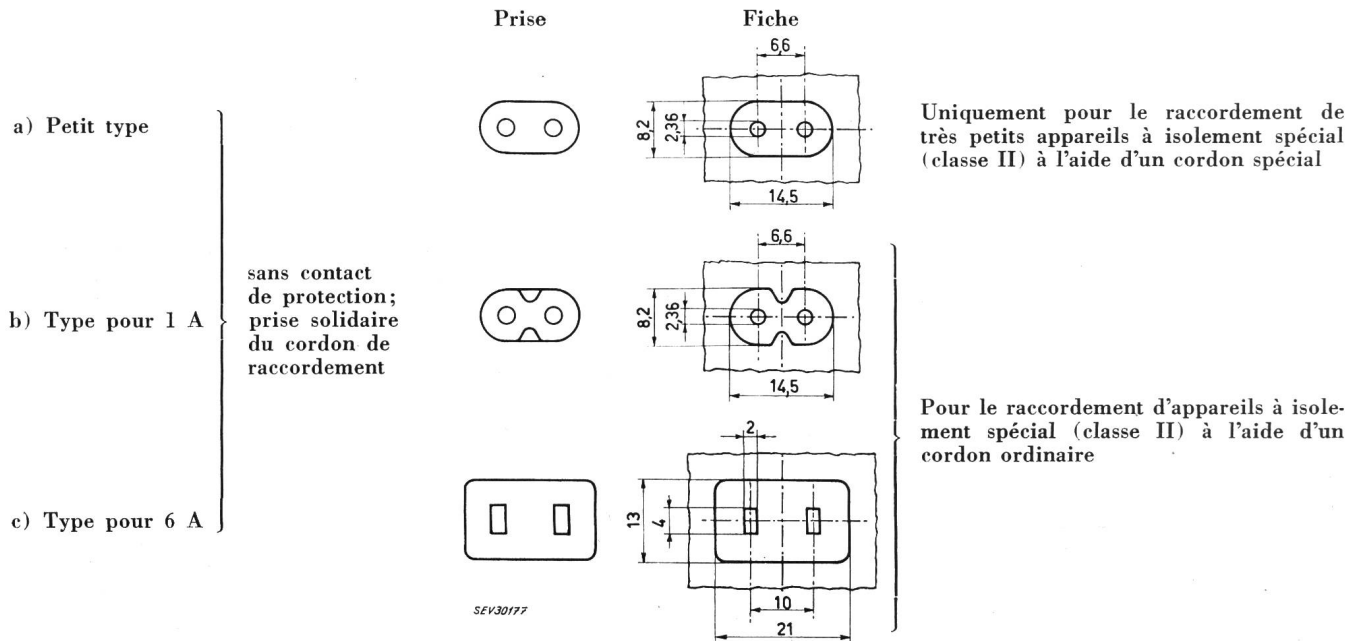 Prise
Fiche
a) Petit type
6,6
8,2
2,36
14,5
Uniquement pour le raccordement de
très petits appareils à isolement spécial
(classe II) à l'aide d'un cordon spécial
b) Type pour 1 A
sans contact
de protection;
prise solidaire
du cordon de
raccordement
6,6
8,2
2,36
14,5
c) Type pour 6 A
2
13
4
10
21
Pour le raccordement d'appareils à isole-
ment spécial (classe II) à l'aide d'un
cordon ordinaire
SEV30177